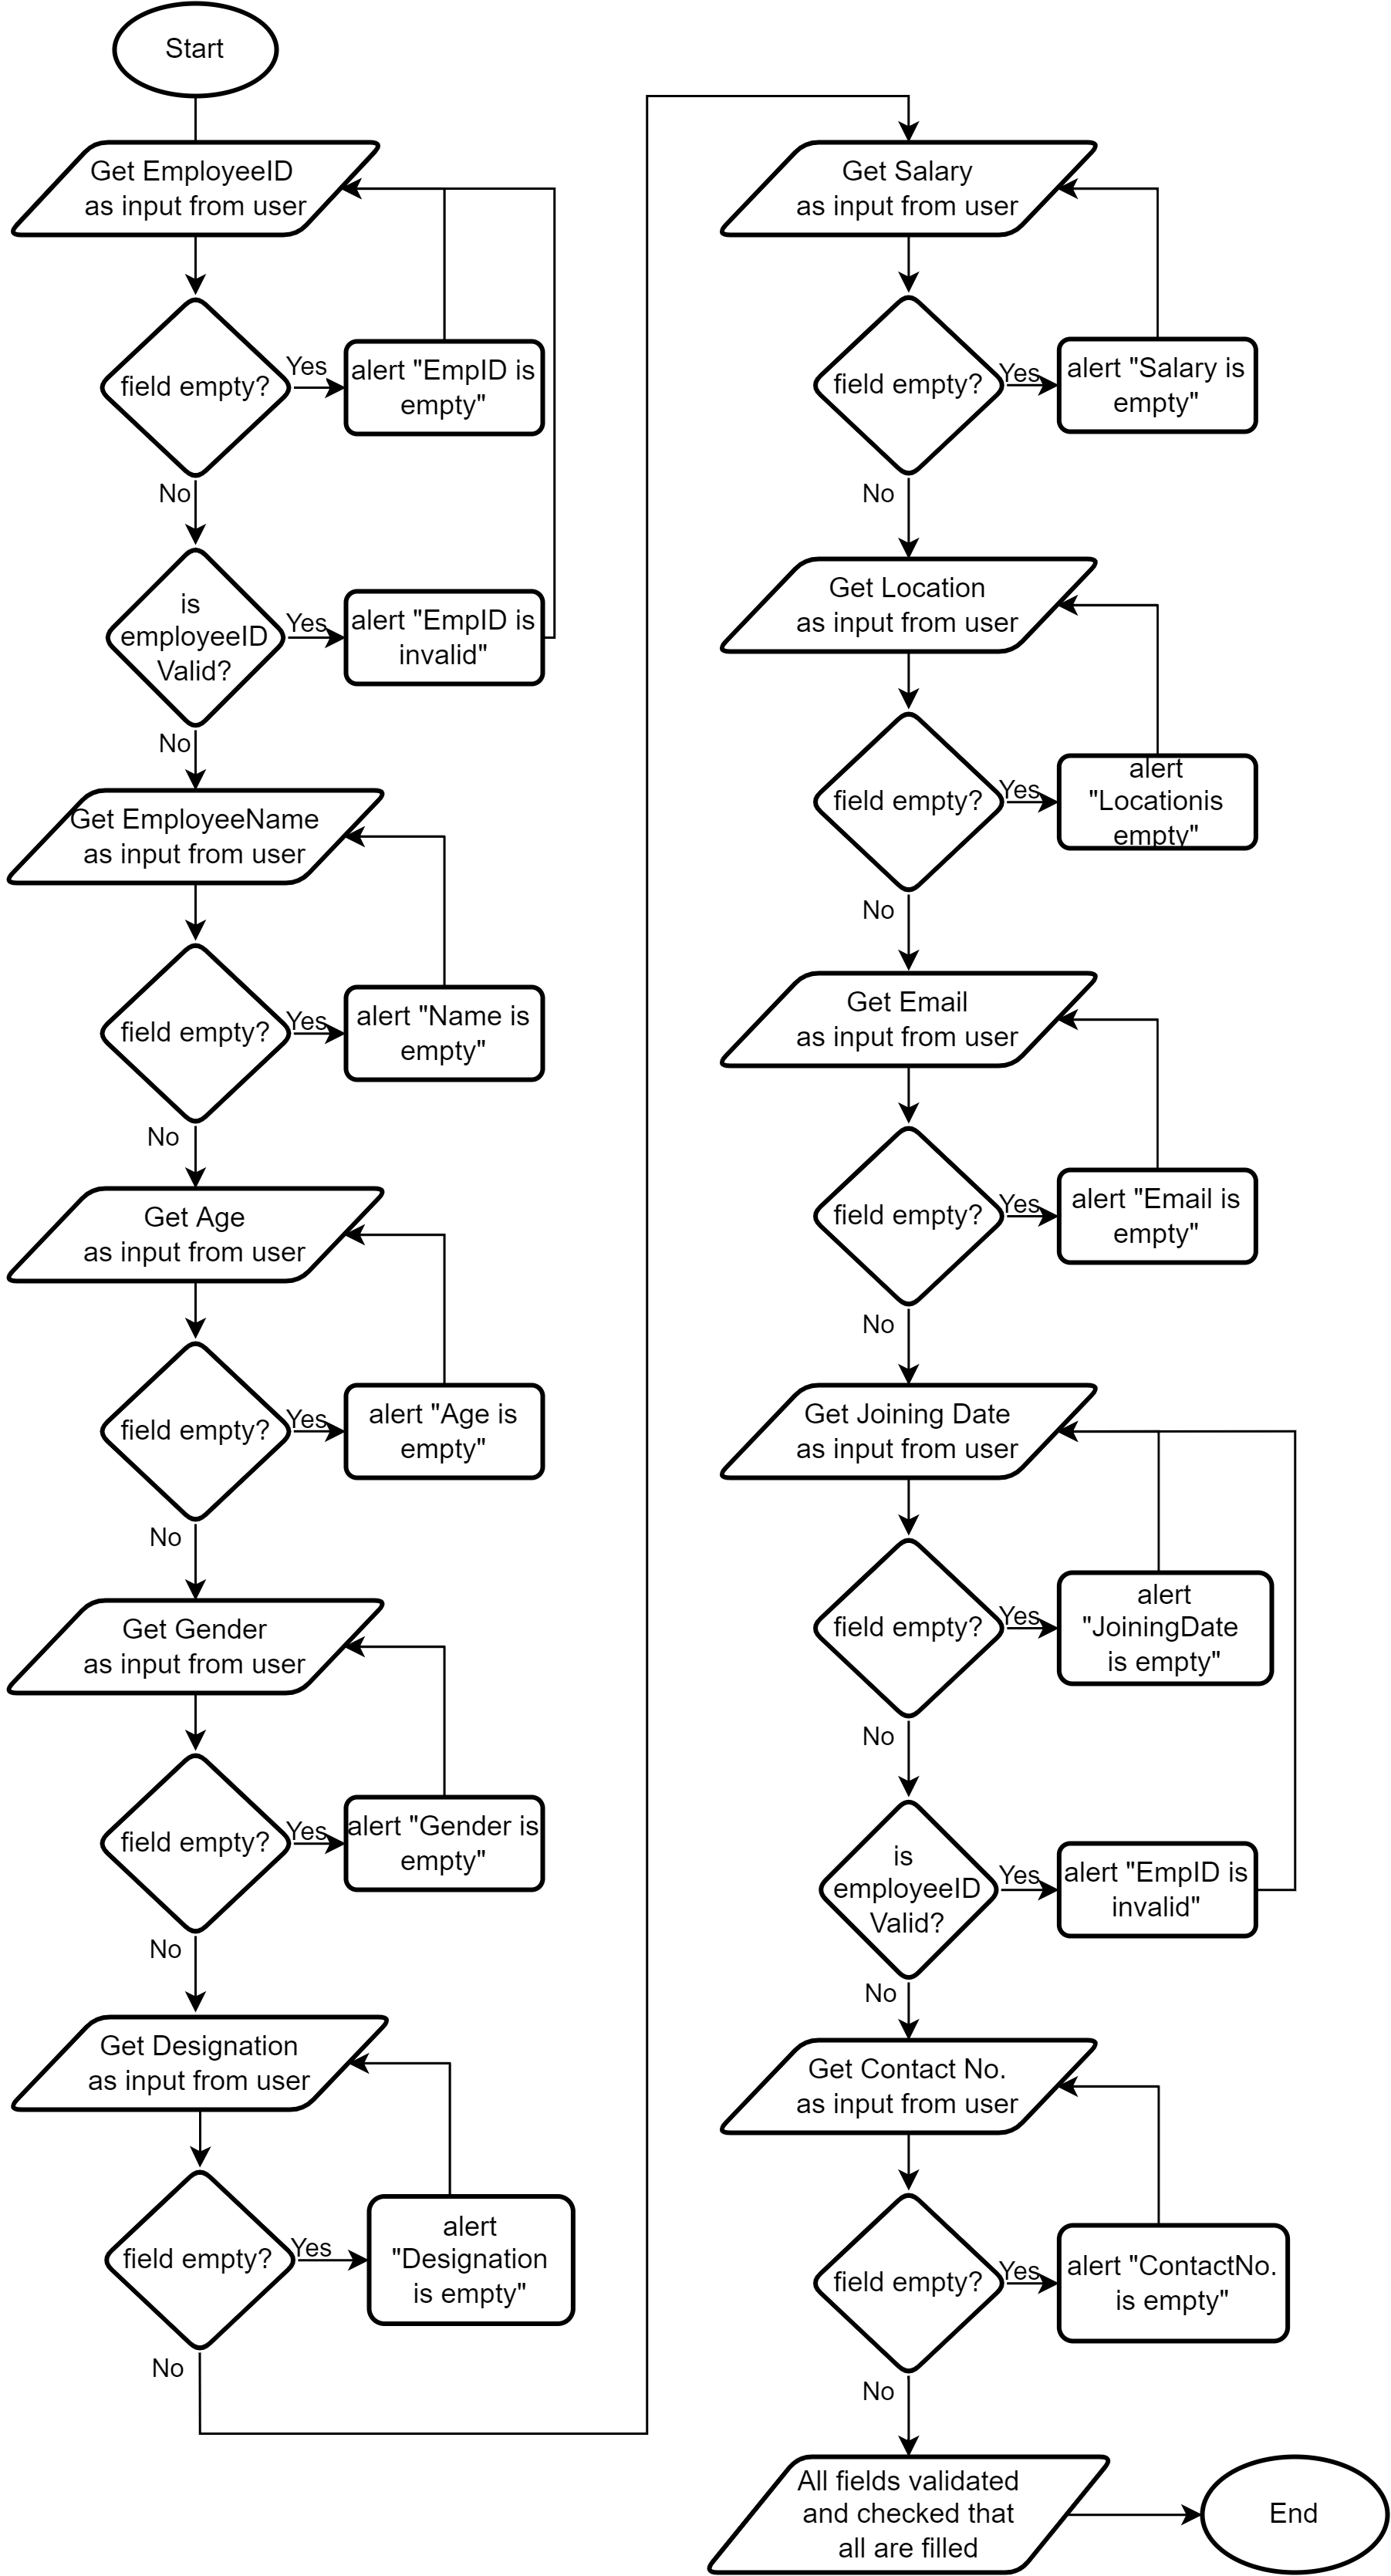 Start
Get EmployeeID
as input from user
field empty?
Yes
alert "EmpID is
empty"
No
is
employeeID
Valid?
Yes
alert "EmpID is
invalid"
No
Get EmployeeName
as input from user
field empty?
Yes
alert "Name is
empty"
No
Get Age
as input from user
field empty?
Yes
alert "Age is
empty"
No
Get Gender
as input from user
field empty?
Yes
alert "Gender is
empty"
No
Get Designation
as input from user
field empty?
Yes
alert
"Designation
is empty"
No
Get Salary
as input from user
field empty?
Yes
alert "Salary is
empty"
No
Get Location
as input from user
field empty?
Yes
alert
"Locationis
empty"
No
Get Email
as input from user
field empty?
Yes
alert "Email is
empty"
No
Get Joining Date
as input from user
field empty?
Yes
alert
"JoiningDate
is empty"
No
is
employeeID
Valid?
Yes
alert "EmpID is
invalid"
No
Get Contact No.
as input from user
field empty?
Yes
alert "ContactNo.
is empty"
No
All fields validated
and checked that
all are filled
End